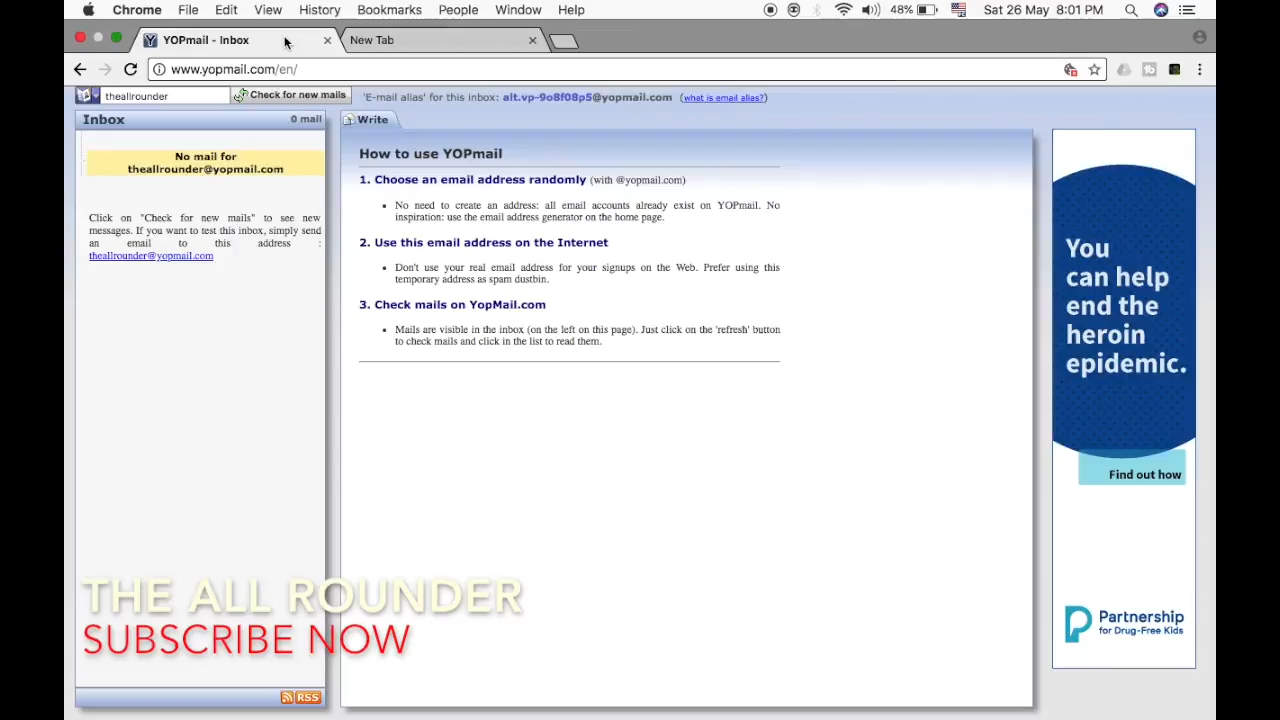 Chrome File Edit View History Bookmarks People Window Help 48% Sat 26 May 8:01 PM
YOPmail - Inbox New Tab
www.yopmail.com/en/
theallrounder Check for new mails 'E-mail alias' for this inbox: alt.vp-9o8f08p5@yopmail.com (what is email alias?)
Inbox 0 mail
No mail for
theallrounder@yopmail.com
Click on "Check for new mails" to see new
messages. If you want to test this inbox, simply send
an email to this address :
theallrounder@yopmail.com
Write
How to use YOPmail
1. Choose an email address randomly (with @yopmail.com)
• No need to create an address: all email accounts already exist on YOPmail. No
inspiration: use the email address generator on the home page.
2. Use this email address on the Internet
• Don't use your real email address for your signups on the Web. Prefer using this
temporary address as spam dustbin.
3. Check mails on YopMail.com
• Mails are visible in the inbox (on the left on this page). Just click on the 'refresh' button
to check mails and click in the list to read them.
You
can help
end the
heroin
epidemic.
Find out how
Partnership
for Drug-Free Kids
THE ALL ROUNDER
SUBSCRIBE NOW
RSS